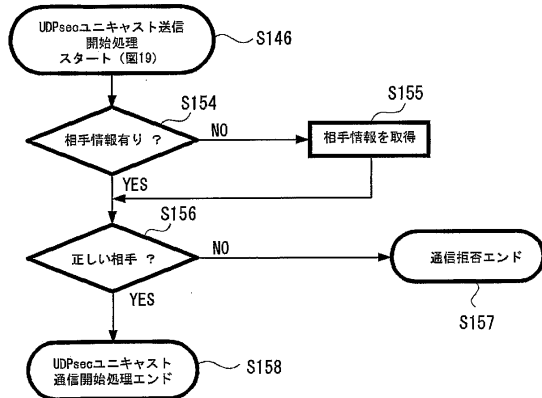 UDPsecユニキャスト送信
開始処理
スタート (図19)
S146
S154
相手情報有り ?
NO
S155
相手情報を取得
YES
S156
正しい相手 ?
NO
通信拒否エンド
S157
YES
UDPsecユニキャスト
通信開始処理エンド
S158